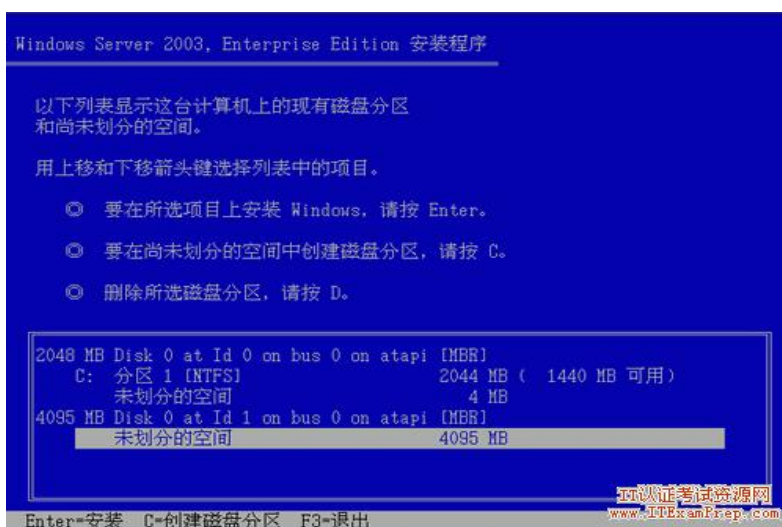 Windows Server 2003, Enterprise Edition 安装程序
以下列表显示这台计算机上的现有磁盘分区
和尚未划分的空间。
用上移和下移箭头键选择列表中的项目。
◎ 要在所选项目上安装 Windows, 请按 Enter。
◎ 要在尚未划分的空间中创建磁盘分区, 请按 C。
◎ 删除所选磁盘分区, 请按 D。
2048 MB Disk 0 at Id 0 on bus 0 on atapi [MBR]
C: 分区 1 [NTFS] 2044 MB ( 1440 MB 可用)
未划分的空间 4 MB
4095 MB Disk 0 at Id 1 on bus 0 on atapi [MBR]
未划分的空间 4095 MB
IT认证考试资源网
www.ITExamPrep.com
Enter=安装 C=创建磁盘分区 F3=退出